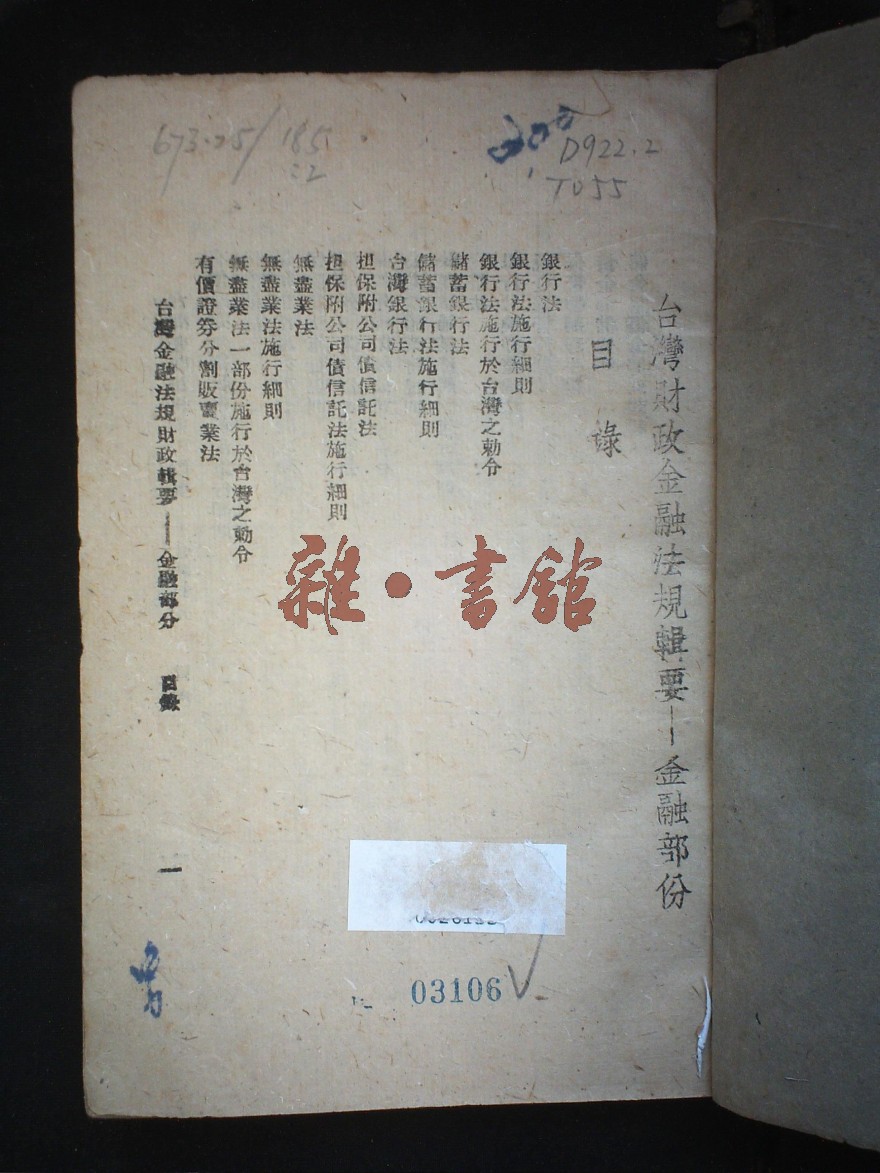 673.25/185
:2
300
D922.2
T055
台灣財政金融法規輯要—金融部份
目錄
銀行法
銀行法施行細則
銀行法施行於台灣之勅令
儲蓄銀行法
儲蓄銀行法施行細則
台灣銀行法
担保附公司債信託法
担保附公司債信託法施行細則
無盡業法
無盡業法施行細則
無盡業法一部份施行於台灣之勅令
有價證券分割販賣業法
台灣金融法規財政輯要—金融部分 目錄 一
雜·書館
03106